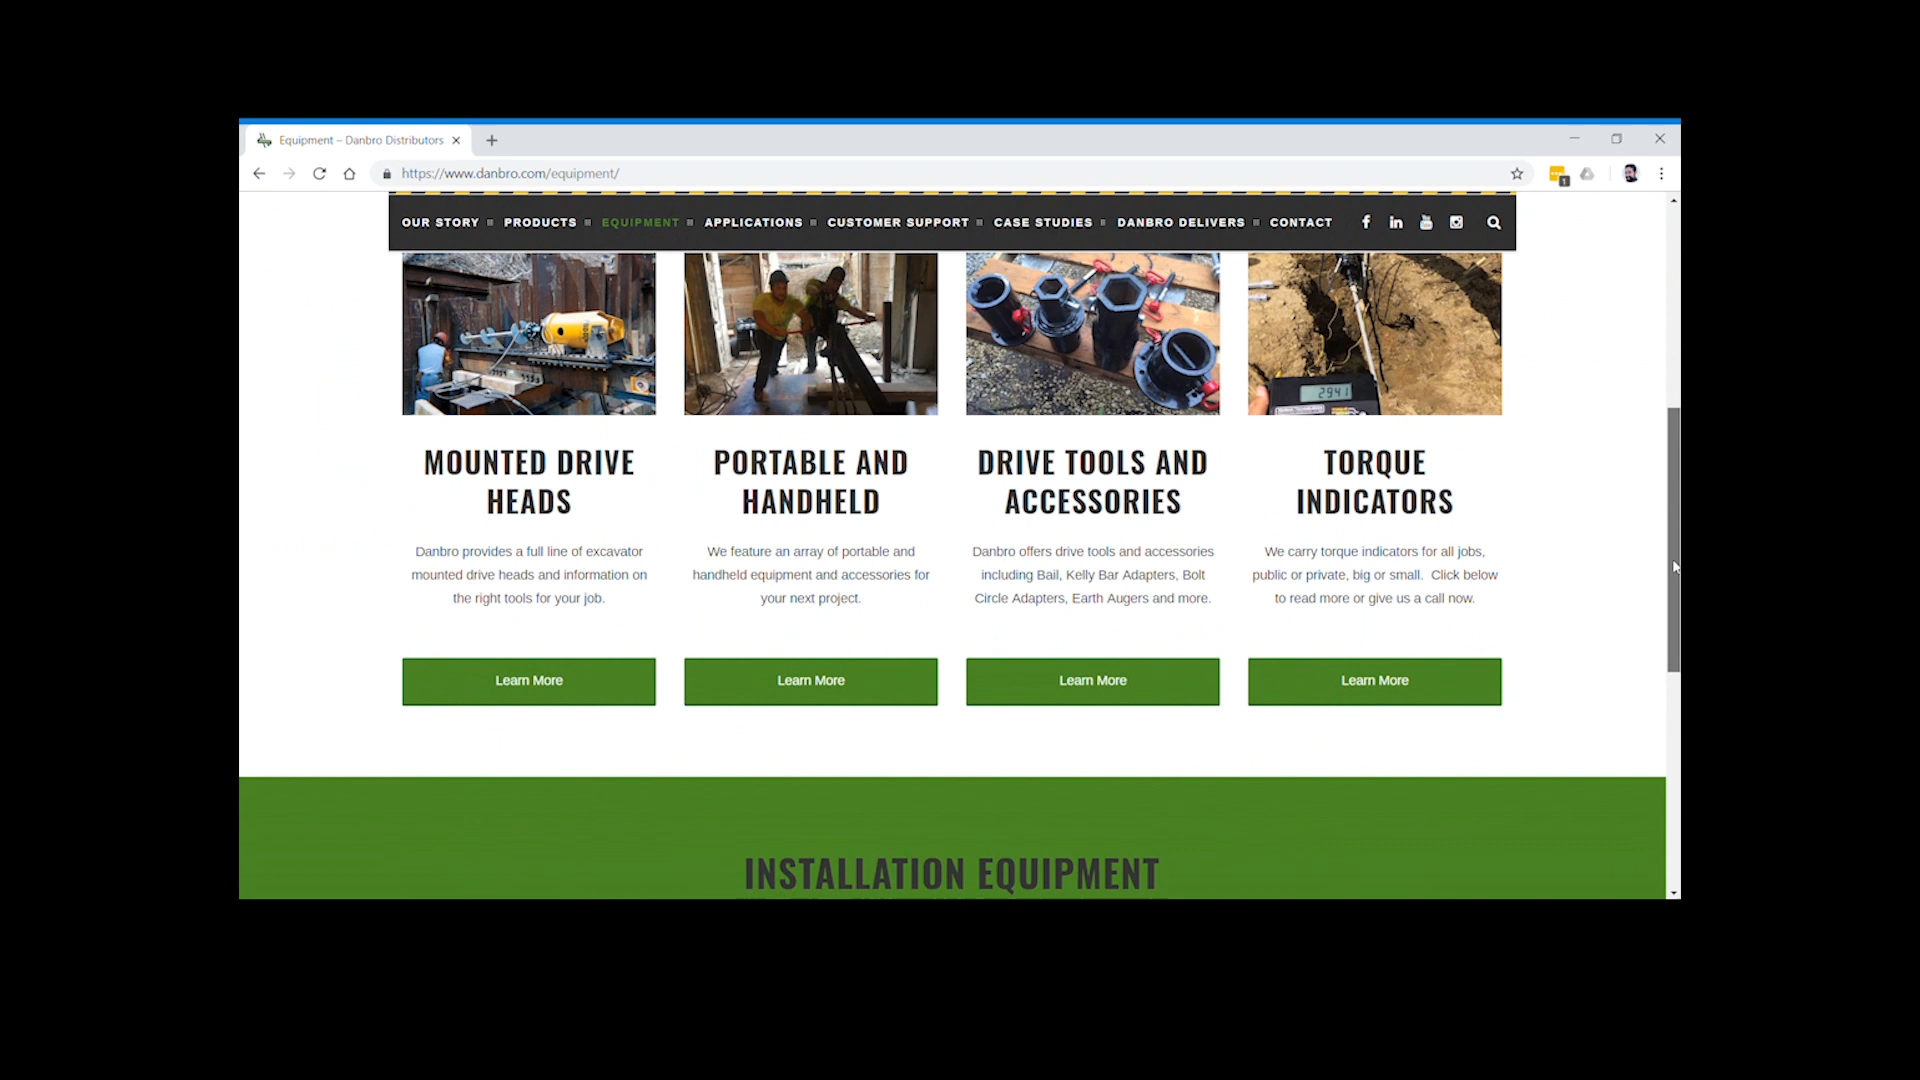 Equipment – Danbro Distributors
https://www.danbro.com/equipment/
1
OUR STORY PRODUCTS EQUIPMENT APPLICATIONS CUSTOMER SUPPORT CASE STUDIES DANBRO DELIVERS CONTACT
2941
MOUNTED DRIVE
HEADS
Danbro provides a full line of excavator
mounted drive heads and information on
the right tools for your job.
Learn More
PORTABLE AND
HANDHELD
We feature an array of portable and
handheld equipment and accessories for
your next project.
Learn More
DRIVE TOOLS AND
ACCESSORIES
Danbro offers drive tools and accessories
including Bail, Kelly Bar Adapters, Bolt
Circle Adapters, Earth Augers and more.
Learn More
TORQUE
INDICATORS
We carry torque indicators for all jobs,
public or private, big or small. Click below
to read more or give us a call now.
Learn More
INSTALLATION EQUIPMENT